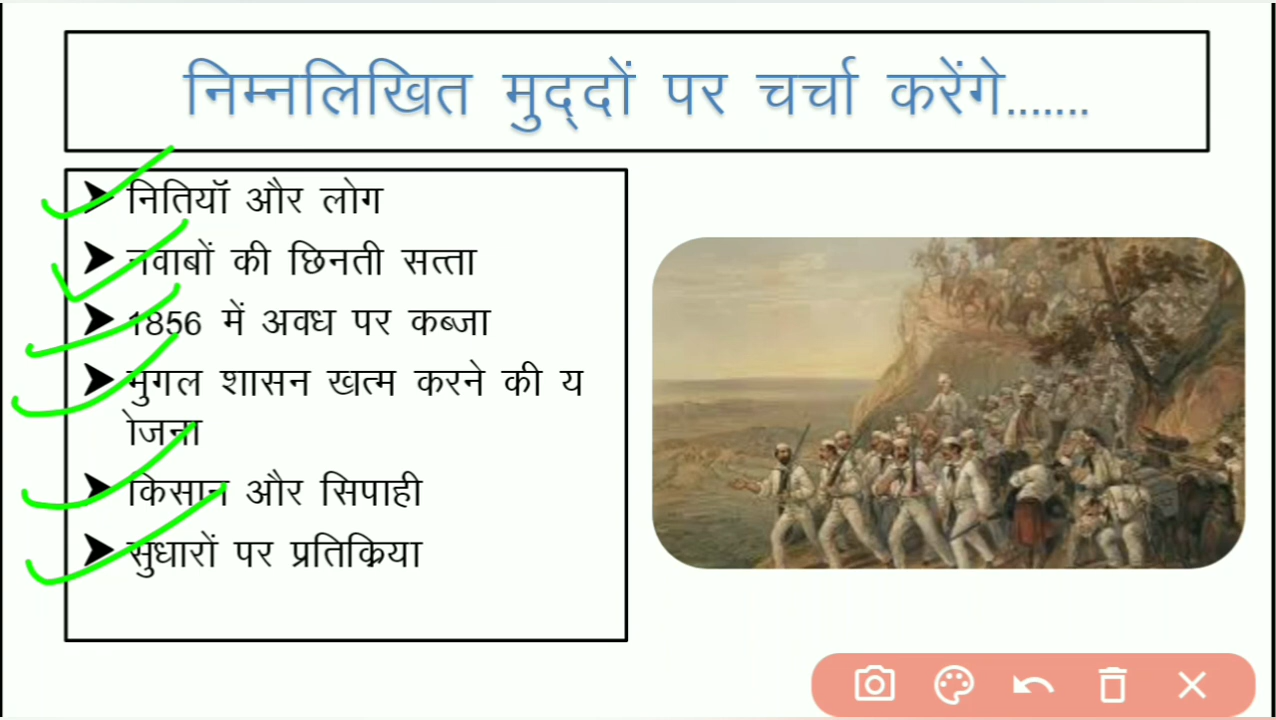 निम्नलिखित मुद्दों पर चर्चा करेंगे.......
➤ नितियॉ और लोग
➤ नवाबों की छिनती सत्ता
➤ 1856 में अवध पर कब्जा
➤ मुगल शासन खत्म करने की य
ोजना
➤ किसान और सिपाही
➤ सुधारों पर प्रतिक्रिया